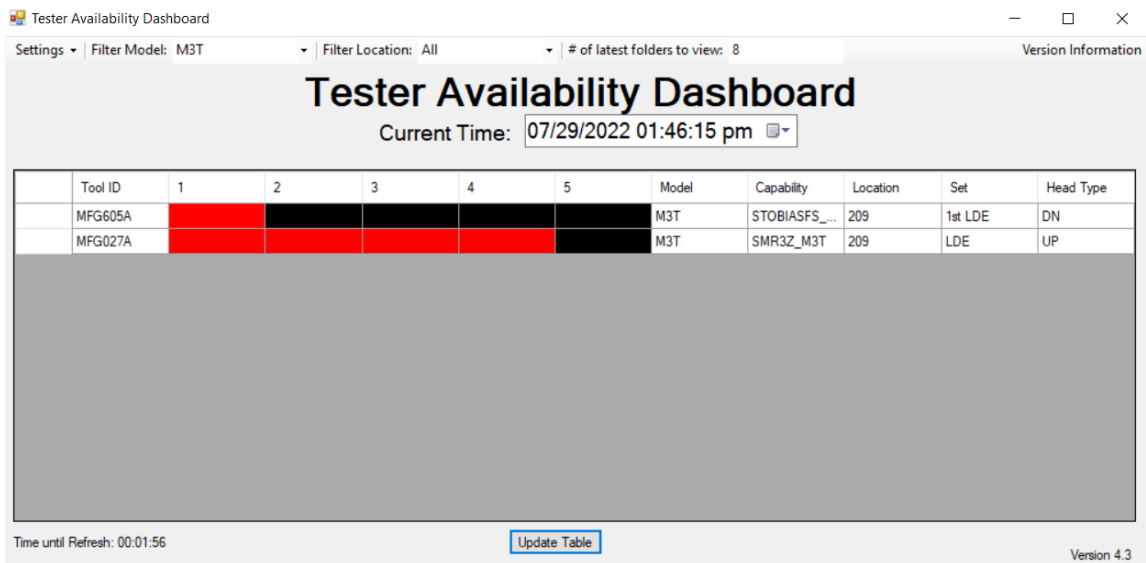 Tester Availability Dashboard
Settings Filter Model: M3T Filter Location: All # of latest folders to view: 8 Version Information
Tester Availability Dashboard
Current Time: 07/29/2022 01:46:15 pm
Tool ID 1 2 3 4 5 Model Capability Location Set Head Type
MFG605A M3T STOBIASFS_... 209 1st LDE DN
MFG027A M3T SMR3Z_M3T 209 LDE UP
Time until Refresh: 00:01:56 Update Table
Version 4.3